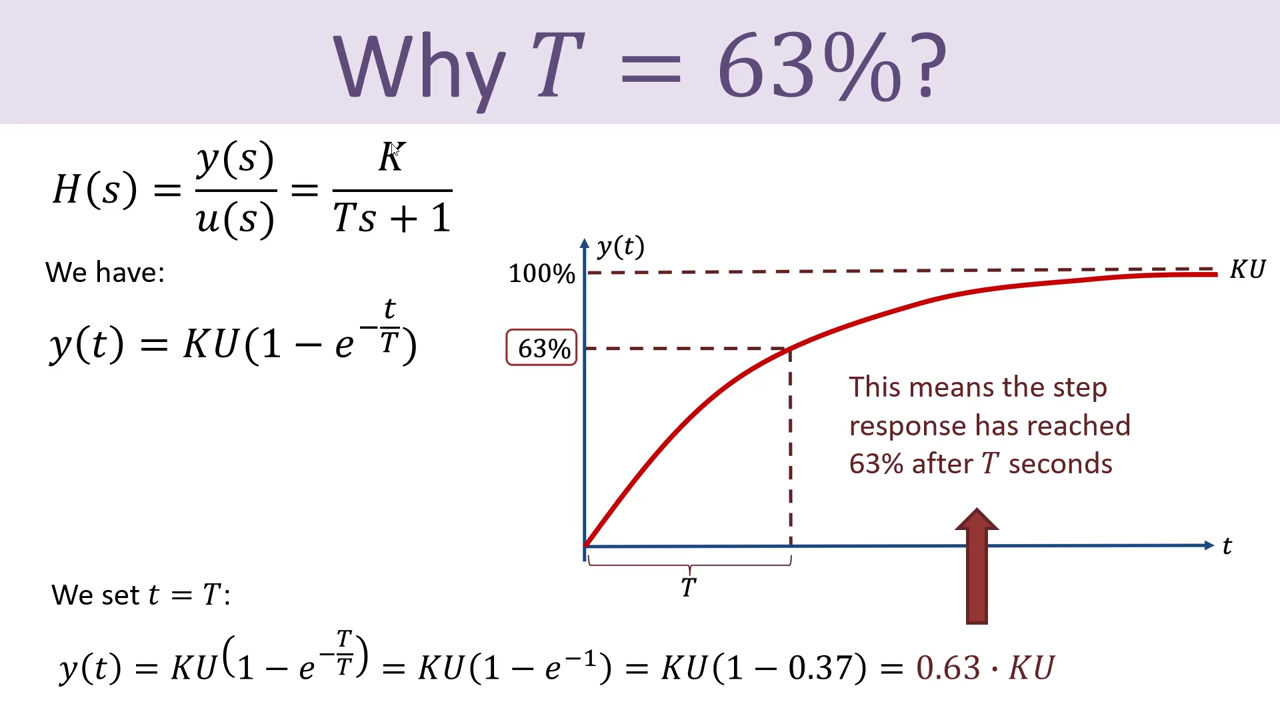 Why T = 63%?
H(s) = y(s)/u(s) = K/(Ts + 1)
We have:
y(t) = KU(1 − e^(−t/T))
y(t)
100%
KU
63%
This means the step
response has reached
63% after T seconds
t
T
We set t = T:
y(t) = KU(1 − e^(−T/T)) = KU(1 − e⁻¹) = KU(1 − 0.37) = 0.63 · KU